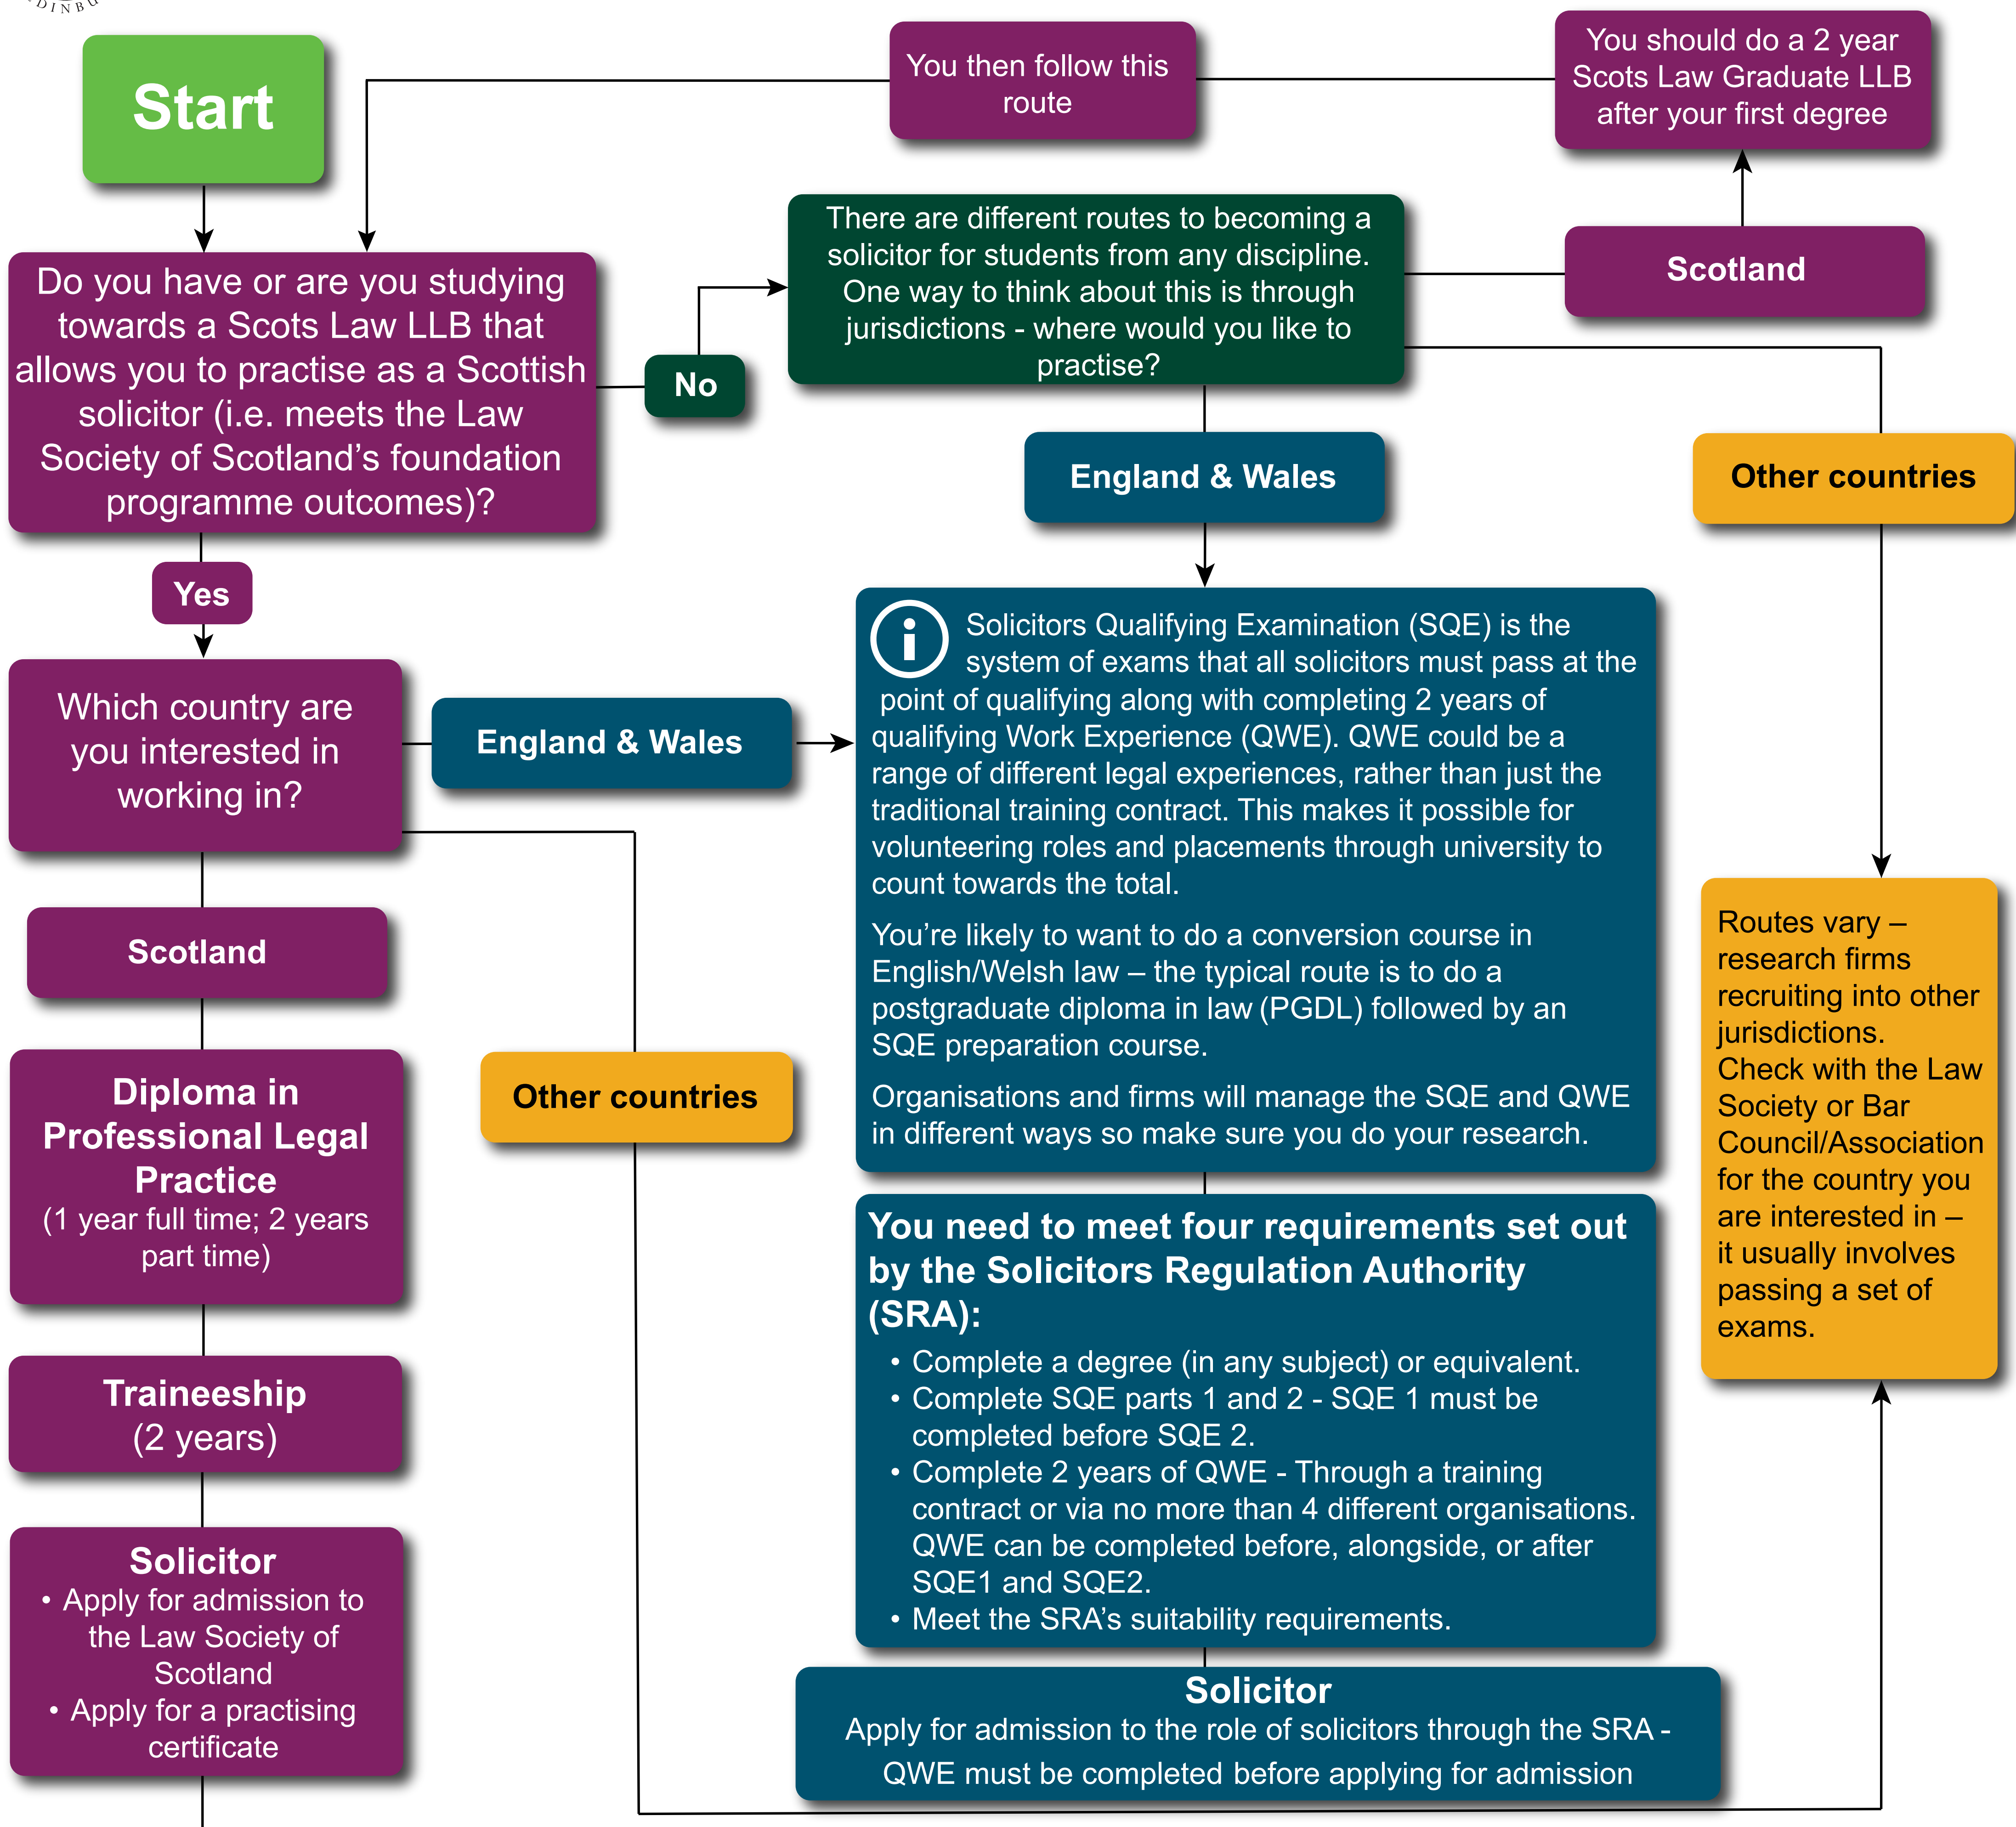 Start
You then follow this
route
You should do a 2 year
Scots Law Graduate LLB
after your first degree
There are different routes to becoming a
solicitor for students from any discipline.
One way to think about this is through
jurisdictions - where would you like to
practise?
Scotland
Do you have or are you studying
towards a Scots Law LLB that
allows you to practise as a Scottish
solicitor (i.e. meets the Law
Society of Scotland's foundation
programme outcomes)?
No
England & Wales
Other countries
Yes
Which country are
you interested in
working in?
England & Wales
Solicitors Qualifying Examination (SQE) is the
system of exams that all solicitors must pass at the
point of qualifying along with completing 2 years of
qualifying Work Experience (QWE). QWE could be a
range of different legal experiences, rather than just the
traditional training contract. This makes it possible for
volunteering roles and placements through university to
count towards the total.
You're likely to want to do a conversion course in
English/Welsh law – the typical route is to do a
postgraduate diploma in law (PGDL) followed by an
SQE preparation course.
Organisations and firms will manage the SQE and QWE
in different ways so make sure you do your research.
Routes vary –
research firms
recruiting into other
jurisdictions.
Check with the Law
Society or Bar
Council/Association
for the country you
are interested in –
it usually involves
passing a set of
exams.
Scotland
Other countries
Diploma in
Professional Legal
Practice
(1 year full time; 2 years
part time)
You need to meet four requirements set out
by the Solicitors Regulation Authority
(SRA):
• Complete a degree (in any subject) or equivalent.
• Complete SQE parts 1 and 2 - SQE 1 must be
completed before SQE 2.
• Complete 2 years of QWE - Through a training
contract or via no more than 4 different organisations.
QWE can be completed before, alongside, or after
SQE1 and SQE2.
• Meet the SRA's suitability requirements.
Traineeship
(2 years)
Solicitor
• Apply for admission to
the Law Society of
Scotland
• Apply for a practising
certificate
Solicitor
Apply for admission to the role of solicitors through the SRA -
QWE must be completed before applying for admission